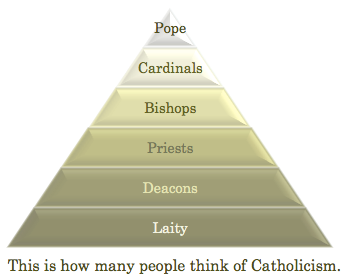 Pope
Cardinals
Bishops
Priests
Deacons
Laity
This is how many people think of Catholicism.